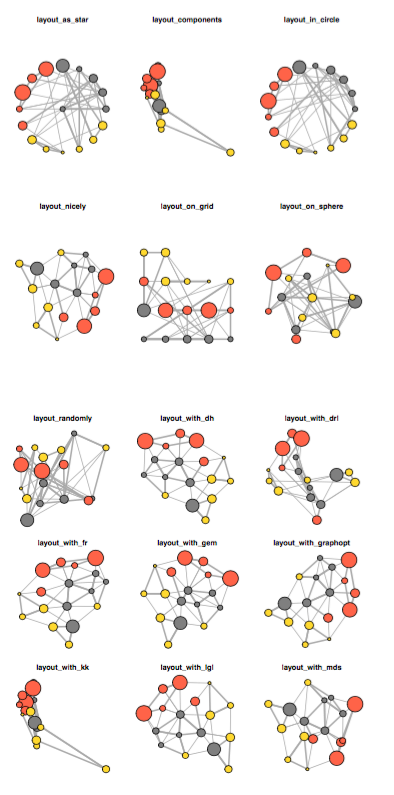 layout_as_star layout_components layout_in_circle
layout_nicely layout_on_grid layout_on_sphere
layout_randomly layout_with_dh layout_with_drl
layout_with_fr layout_with_gem layout_with_graphopt
layout_with_kk layout_with_lgl layout_with_mds